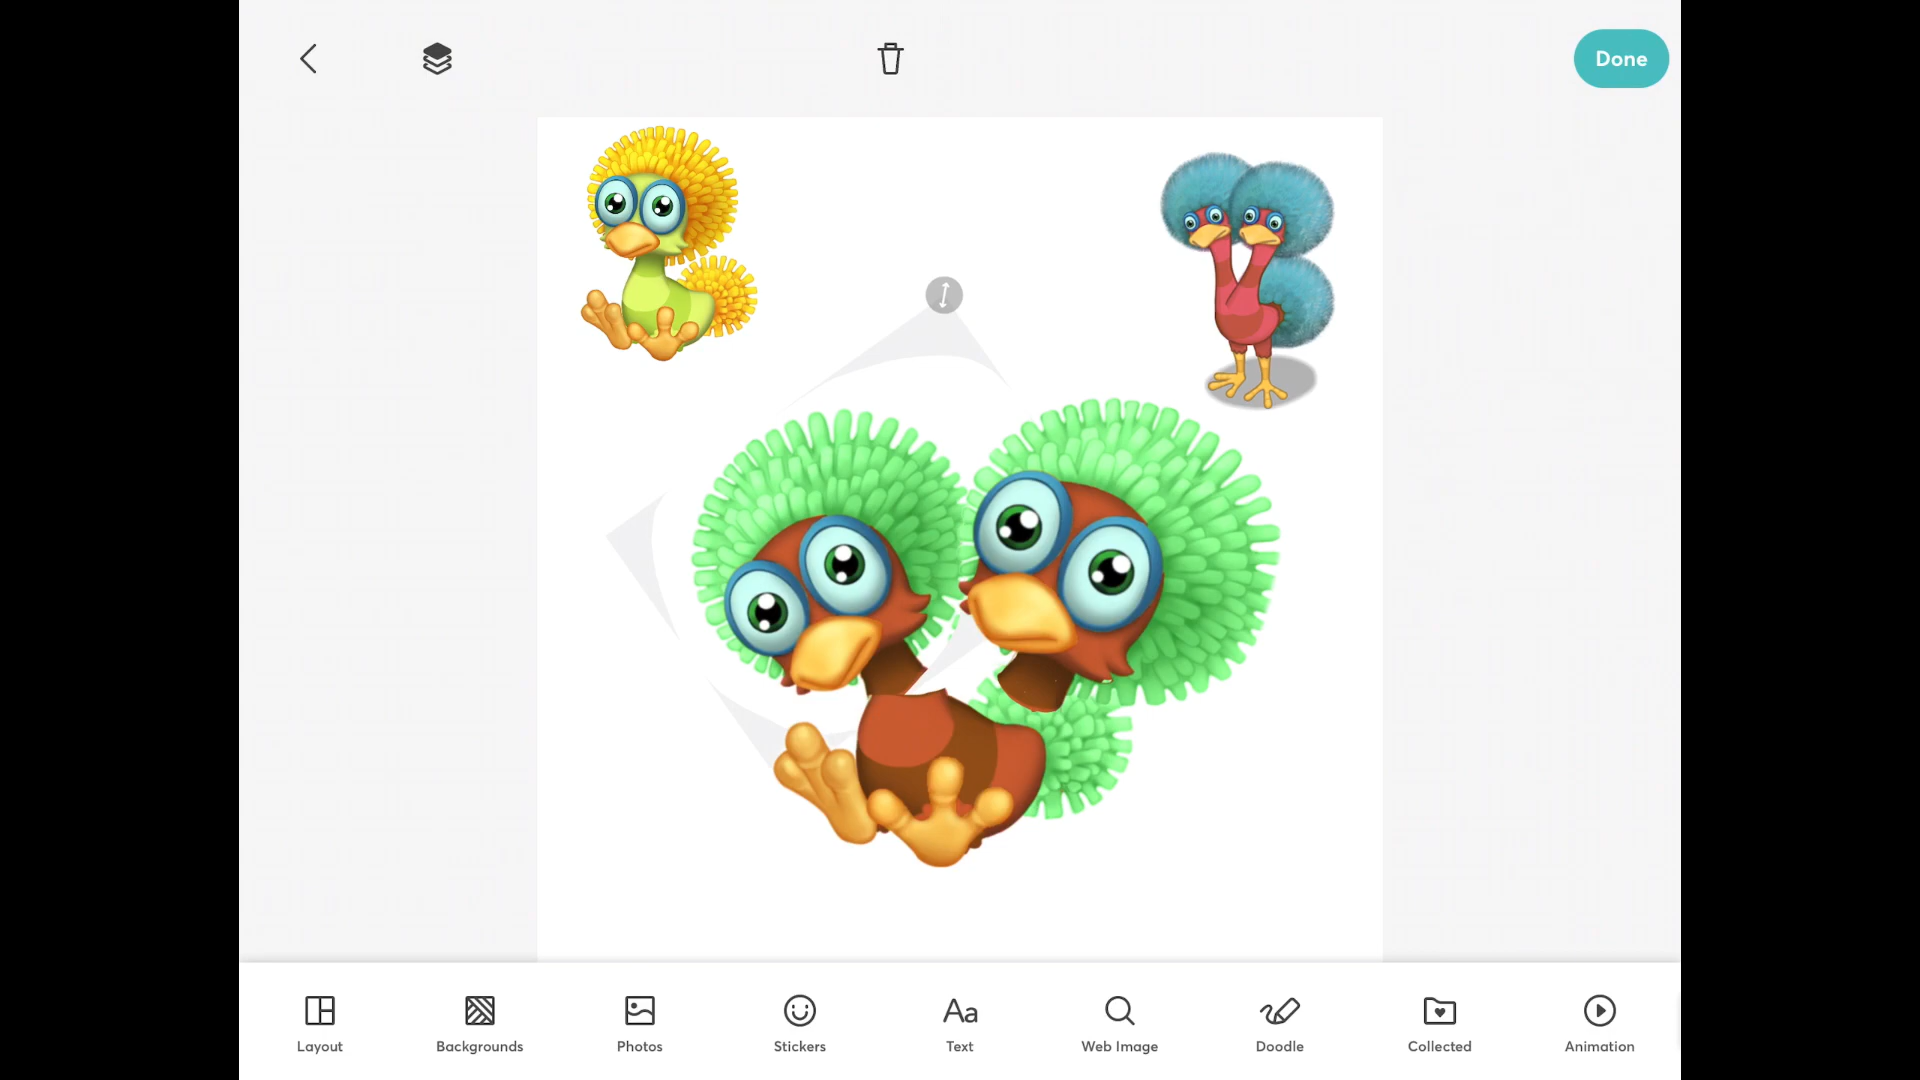 Done
Layout
Backgrounds
Photos
Stickers
Aa
Text
Web Image
Doodle
Collected
Animation